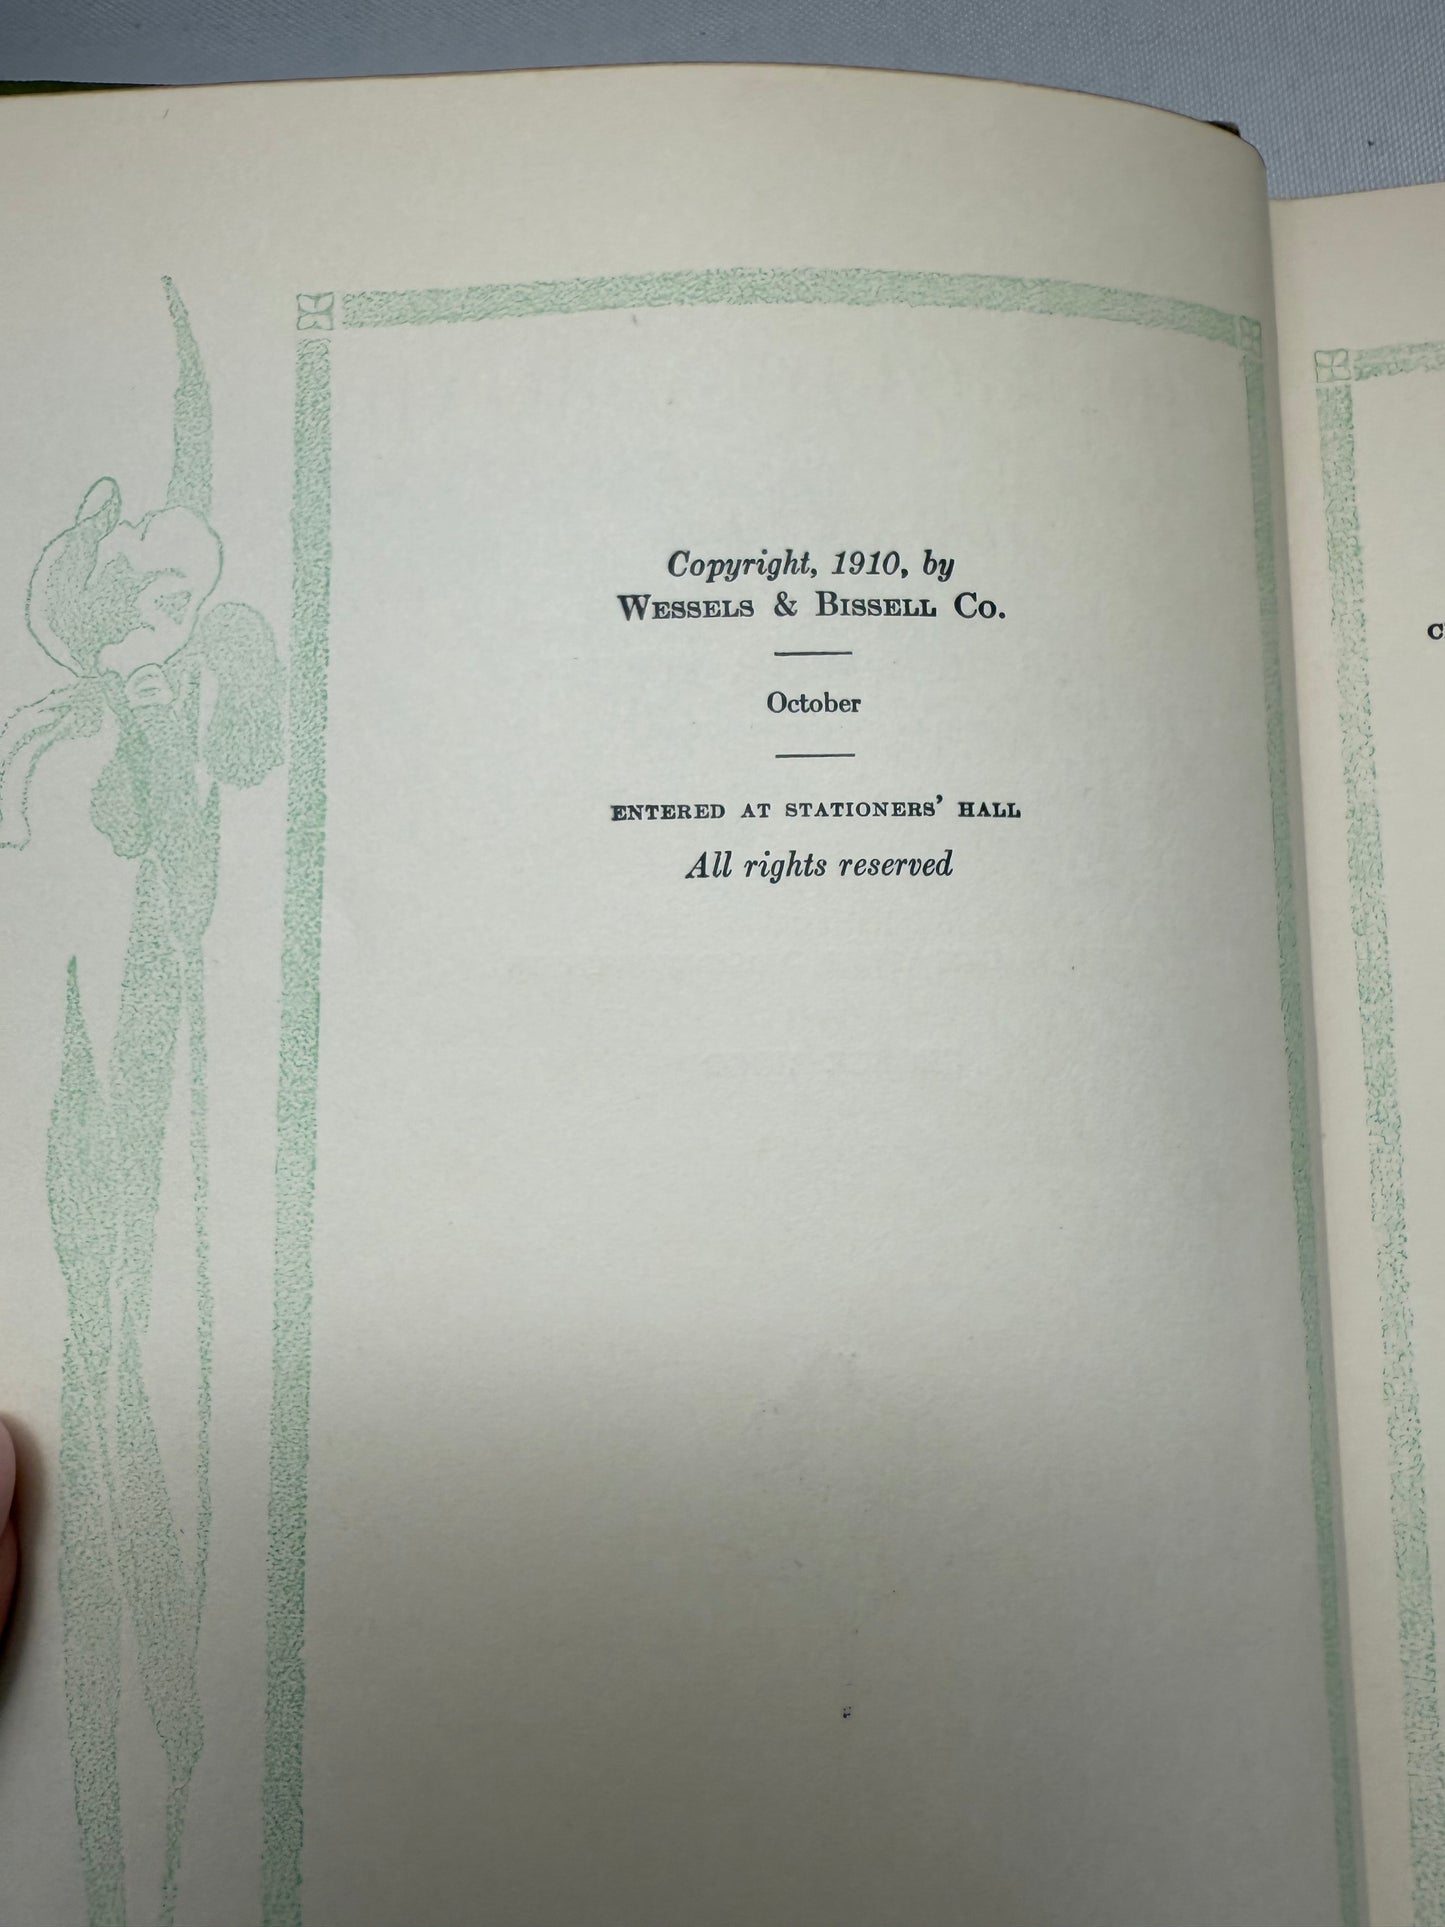 Copyright, 1910, by
Wessels & Bissell Co.
October
ENTERED AT STATIONERS' HALL
All rights reserved